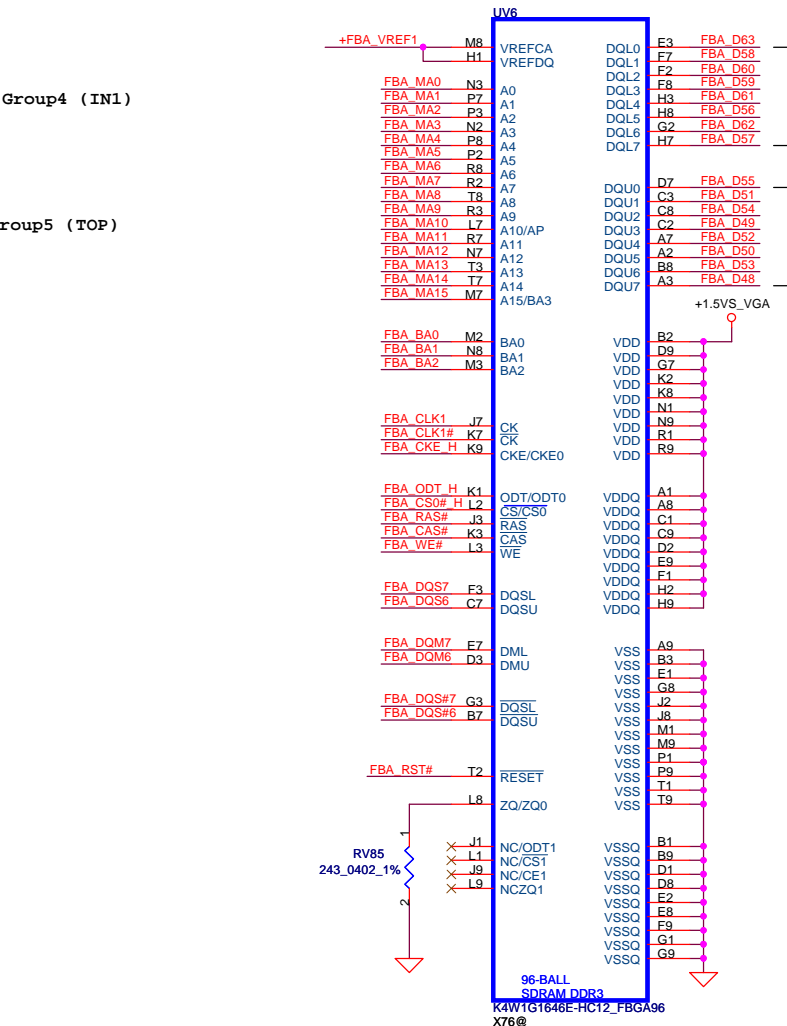 UV6
+FBA_VREF1 M8 VREFCA DQL0 E3 FBA_D63
H1 VREFDQ DQL1 F7 FBA_D58
DQL2 F2 FBA_D60
FBA_MA0 N3 A0 DQL3 F8 FBA_D59
Group4 (IN1)
FBA_MA1 P7 A1 DQL4 H3 FBA_D61
FBA_MA2 P3 A2 DQL5 H8 FBA_D56
FBA_MA3 N2 A3 DQL6 G2 FBA_D62
FBA_MA4 P8 A4 DQL7 H7 FBA_D57
FBA_MA5 P2 A5
FBA_MA6 R8 A6
FBA_MA7 R2 A7 DQU0 D7 FBA_D55
FBA_MA8 T8 A8 DQU1 C3 FBA_D51
FBA_MA9 R3 A9 DQU2 C8 FBA_D54
roup5 (TOP)
FBA_MA10 L7 A10/AP DQU3 C2 FBA_D49
FBA_MA11 R7 A11 DQU4 A7 FBA_D52
FBA_MA12 N7 A12 DQU5 A2 FBA_D50
FBA_MA13 T3 A13 DQU6 B8 FBA_D53
FBA_MA14 T7 A14 DQU7 A3 FBA_D48
FBA_MA15 M7 A15/BA3
+1.5VS_VGA
FBA_BA0 M2 BA0 VDD B2
FBA_BA1 N8 BA1 VDD D9
FBA_BA2 M3 BA2 VDD G7
VDD K2
VDD K8
VDD N1
FBA_CLK1 J7 CK VDD N9
FBA_CLK1# K7 CK VDD R1
FBA_CKE_H K9 CKE/CKE0 VDD R9
FBA_ODT_H K1 ODT/ODT0 VDDQ A1
FBA_CS0#_H L2 CS/CS0 VDDQ A8
FBA_RAS# J3 RAS VDDQ C1
FBA_CAS# K3 CAS VDDQ C9
FBA_WE# L3 WE VDDQ D2
VDDQ E9
VDDQ F1
FBA_DQS7 F3 DQSL VDDQ H2
FBA_DQS6 C7 DQSU VDDQ H9
FBA_DQM7 E7 DML VSS A9
FBA_DQM6 D3 DMU VSS B3
VSS E1
VSS G8
FBA_DQS#7 G3 DQSL VSS J2
FBA_DQS#6 B7 DQSU VSS J8
VSS M1
VSS M9
VSS P1
FBA_RST# T2 RESET VSS P9
VSS T1
L8 ZQ/ZQ0 VSS T9
1
J1 NC/ODT1 VSSQ B1
RV85
L1 NC/CS1 VSSQ B9
243_0402_1%
J9 NC/CE1 VSSQ D1
L9 NCZQ1 VSSQ D8
2
VSSQ E2
VSSQ E8
VSSQ F9
VSSQ G1
VSSQ G9
96-BALL
SDRAM DDR3
K4W1G1646E-HC12_FBGA96
X76@